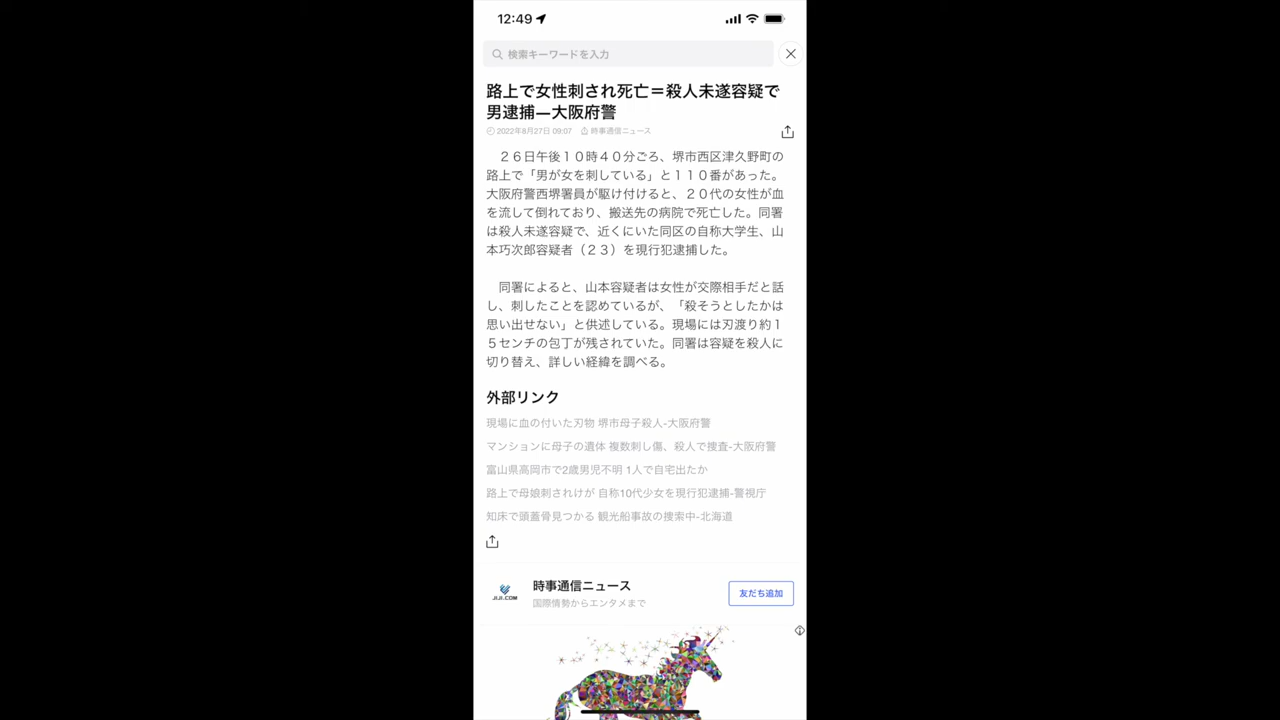 12:49
検索キーワードを入力
路上で女性刺され死亡＝殺人未遂容疑で
男逮捕―大阪府警
2022年8月27日 09:07 時事通信ニュース
２６日午後１０時４０分ごろ、堺市西区津久野町の
路上で「男が女を刺している」と１１０番があった。
大阪府警西堺署員が駆け付けると、２０代の女性が血
を流して倒れており、搬送先の病院で死亡した。同署
は殺人未遂容疑で、近くにいた同区の自称大学生、山
本巧次郎容疑者（２３）を現行犯逮捕した。
同署によると、山本容疑者は女性が交際相手だと話
し、刺したことを認めているが、「殺そうとしたかは
思い出せない」と供述している。現場には刃渡り約１
５センチの包丁が残されていた。同署は容疑を殺人に
切り替え、詳しい経緯を調べる。
外部リンク
現場に血の付いた刃物 堺市母子殺人-大阪府警
マンションに母子の遺体 複数刺し傷、殺人で捜査-大阪府警
富山県高岡市で2歳男児不明 1人で自宅出たか
路上で母娘刺されけが 自称10代少女を現行犯逮捕-警視庁
知床で頭蓋骨見つかる 観光船事故の捜索中-北海道
JIJI.COM
時事通信ニュース
国際情勢からエンタメまで
友だち追加